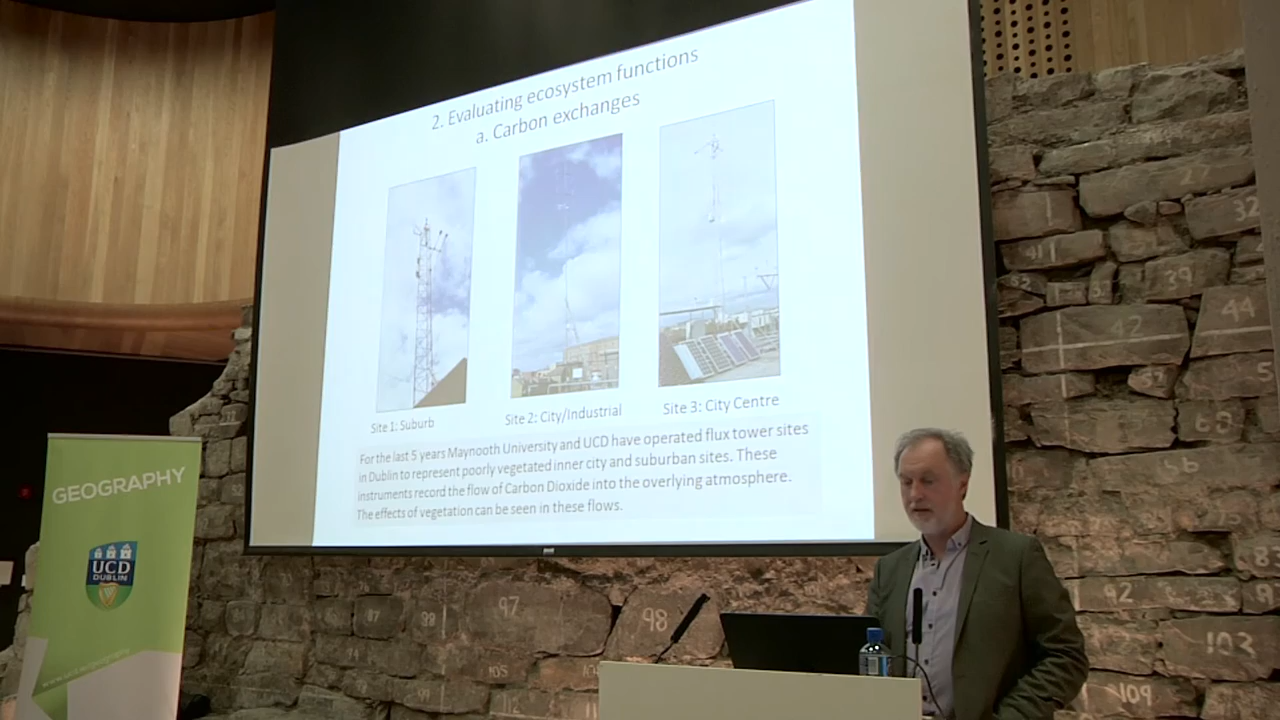 2. Evaluating ecosystem functions
a. Carbon exchanges
Site 1: Suburb
Site 2: City/Industrial
Site 3: City Centre
For the last 5 years Maynooth University and UCD have operated flux tower sites
in Dublin to represent poorly vegetated inner city and suburban sites. These
instruments record the flow of Carbon Dioxide into the overlying atmosphere.
The effects of vegetation can be seen in these flows.
GEOGRAPHY
UCD
DUBLIN
32
39
42
44
92
97
98
103
109